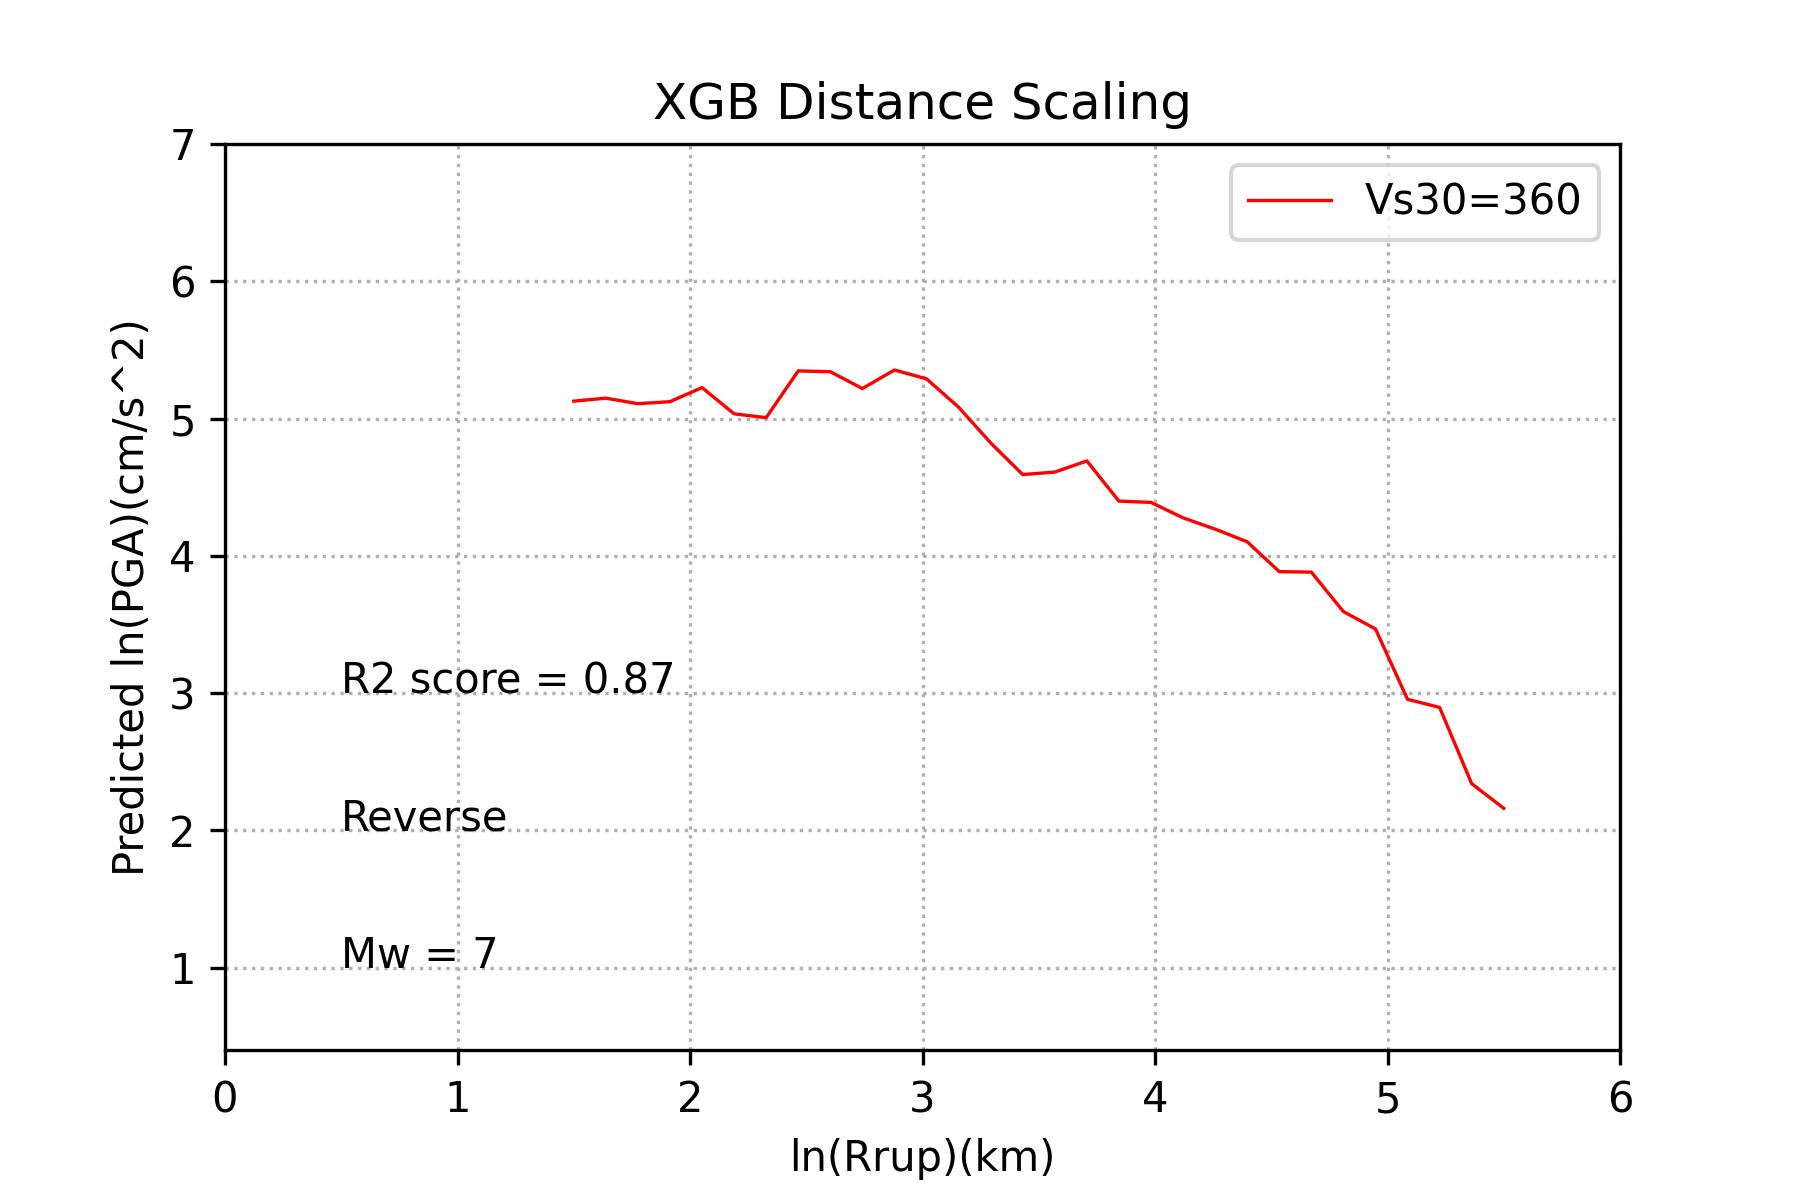 XGB Distance Scaling
7
6
5
4
3
2
1
Predicted ln(PGA)(cm/s^2)
Vs30=360
R2 score = 0.87
Reverse
Mw = 7
0 1 2 3 4 5 6
ln(Rrup)(km)